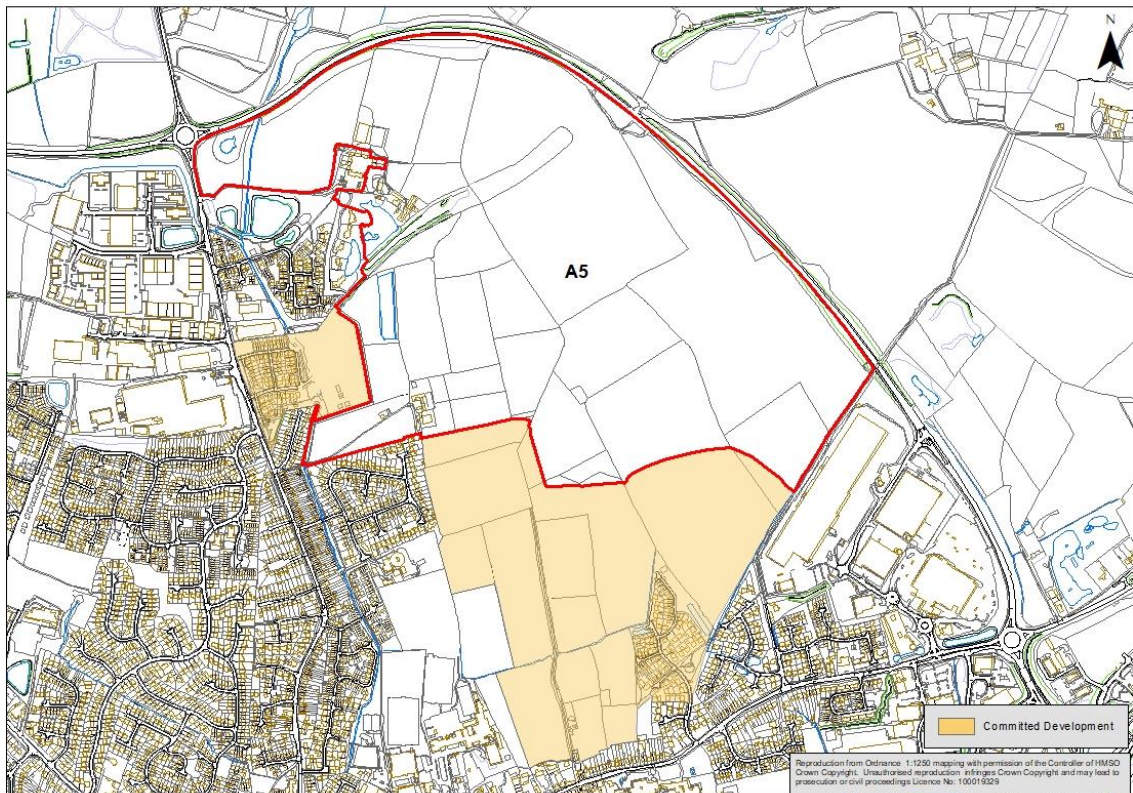 N
A5
Committed Development
Reproduction from Ordnance 1:1250 mapping with permission of the Controller of HMSO
Crown Copyright. Unauthorised reproduction infringes Crown Copyright and may lead to
prosecution or civil proceedings Licence No: 100019329